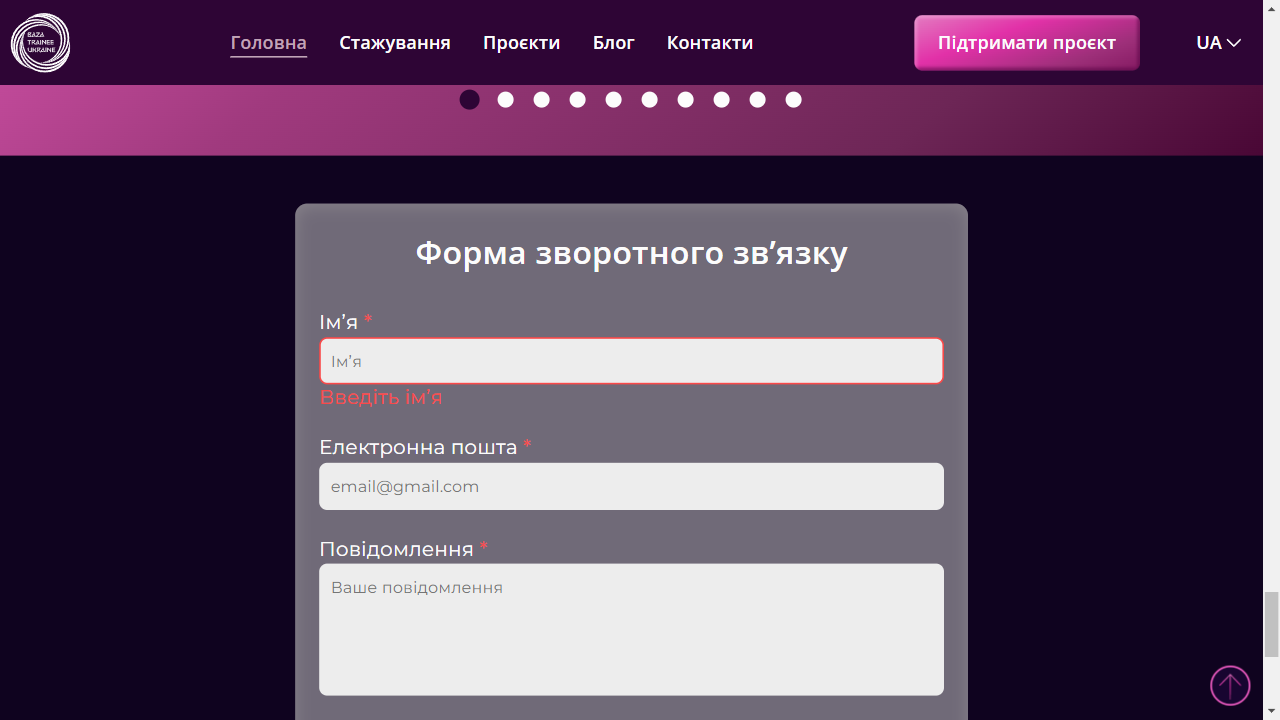 BAZA
TRAINEE
UKRAINE
Головна
Стажування
Проєкти
Блог
Контакти
Підтримати проєкт
UA
Форма зворотного зв’язку
Ім’я *
Ім’я
Введіть ім’я
Електронна пошта *
email@gmail.com
Повідомлення *
Ваше повідомлення